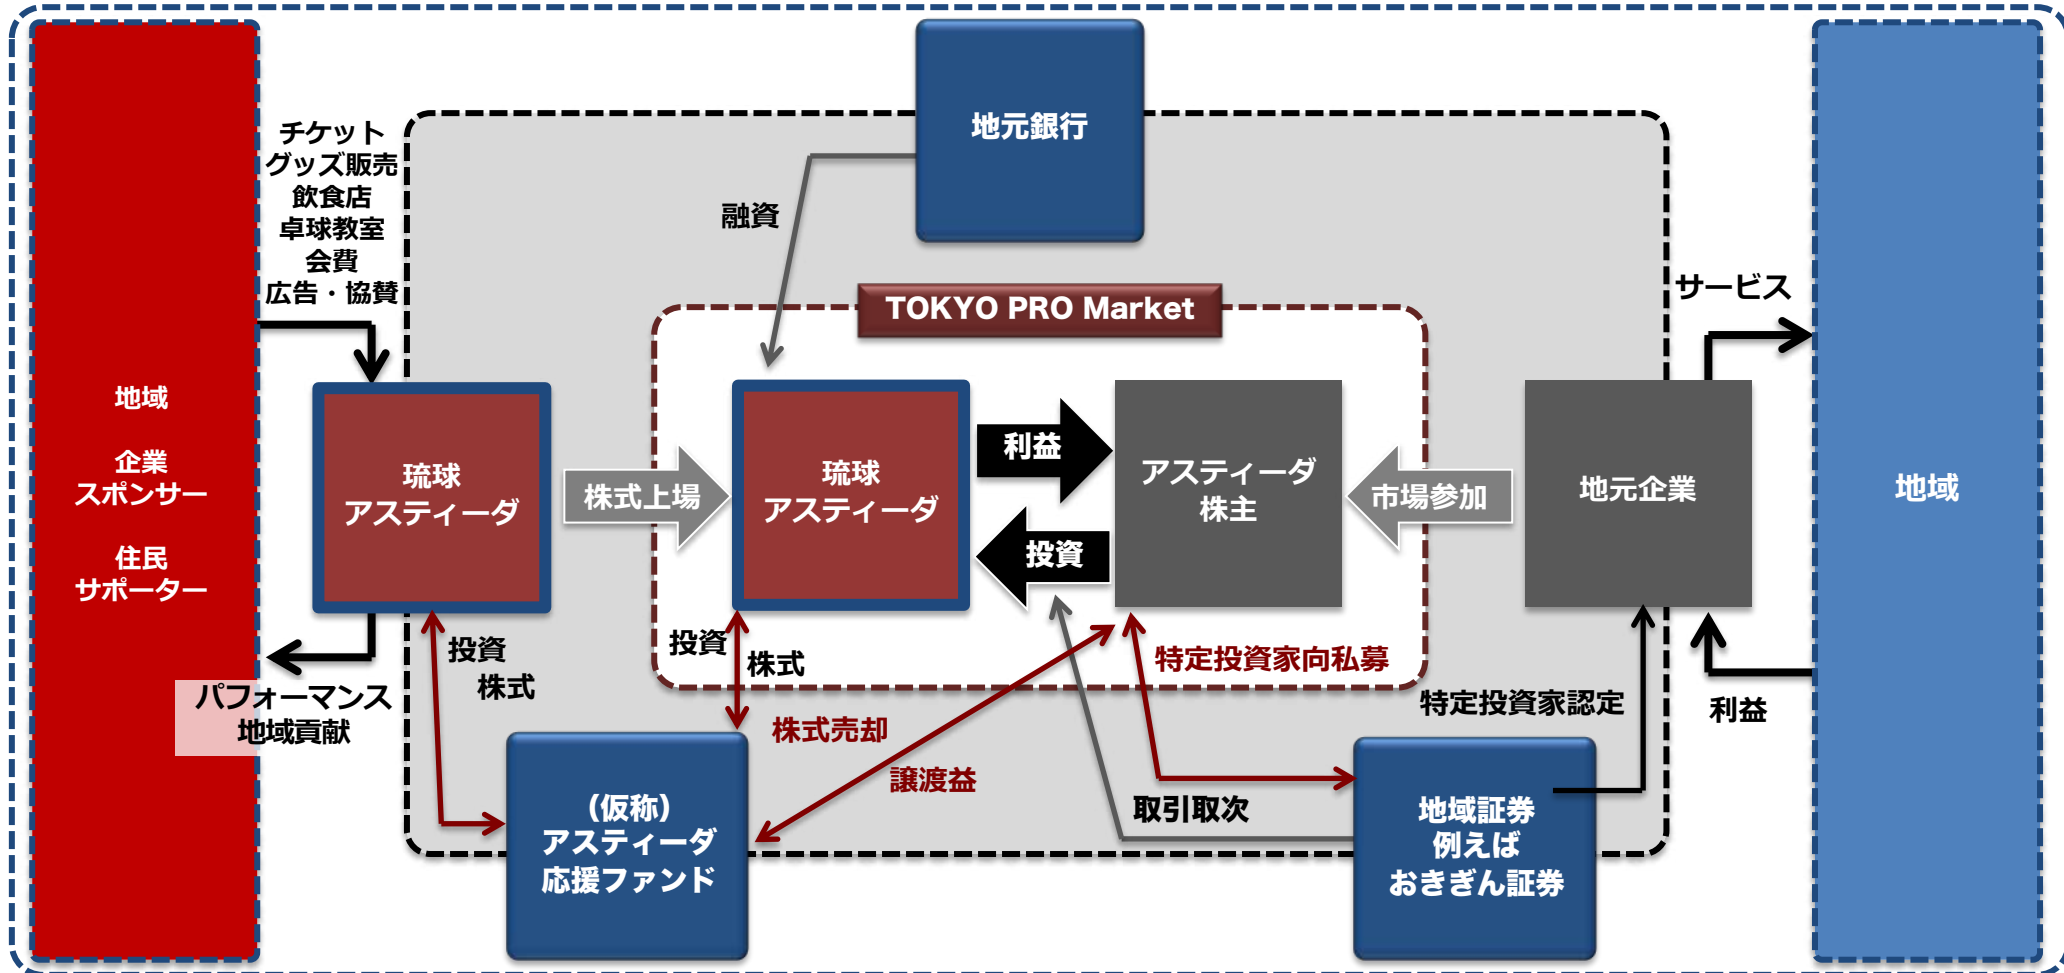 地元銀行
チケット
グッズ販売
飲食店
卓球教室
会費
広告・協賛
融資
TOKYO PRO Market
サービス
地域
企業
スポンサー
住民
サポーター
琉球
アスティーダ
株式上場
琉球
アスティーダ
利益
投資
アスティーダ
株主
市場参加
地元企業
地域
投資
株式
投資
株式
特定投資家向私募
特定投資家認定
利益
パフォーマンス
地域貢献
株式売却
譲渡益
取引取次
（仮称）
アスティーダ
応援ファンド
地域証券
例えば
おきぎん証券